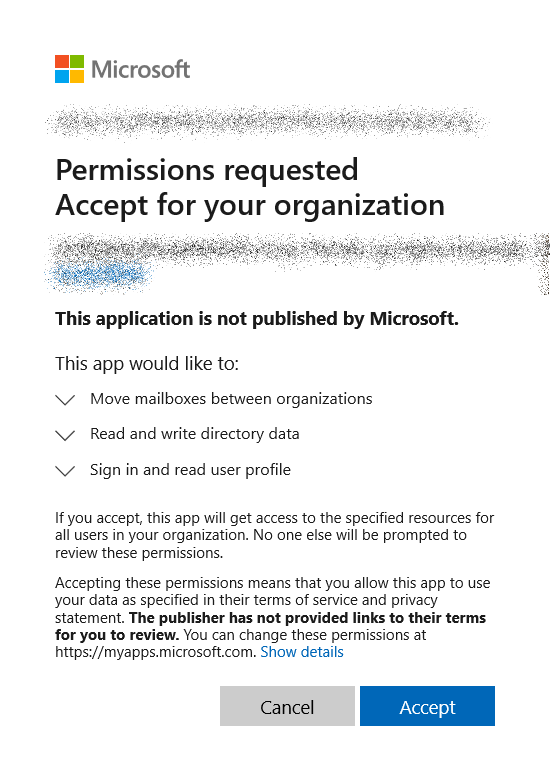 Microsoft
Permissions requested
Accept for your organization
This application is not published by Microsoft.
This app would like to:
Move mailboxes between organizations
Read and write directory data
Sign in and read user profile
If you accept, this app will get access to the specified resources for
all users in your organization. No one else will be prompted to
review these permissions.
Accepting these permissions means that you allow this app to use
your data as specified in their terms of service and privacy
statement. The publisher has not provided links to their terms
for you to review. You can change these permissions at
https://myapps.microsoft.com. Show details
Cancel Accept